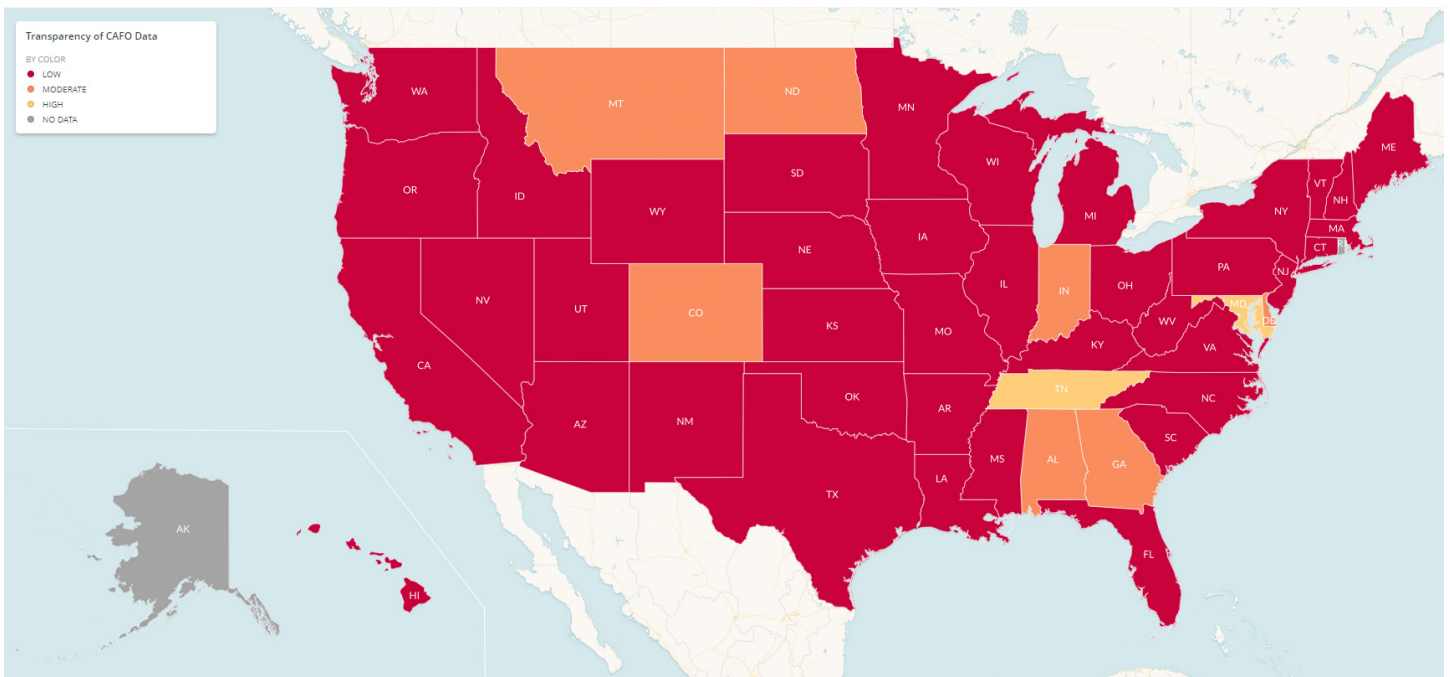 Transparency of CAFO Data
BY COLOR
LOW
MODERATE
HIGH
NO DATA
WA
MT
ND
MN
ME
OR
ID
SD
WI
VT
NH
WY
MI
NY
MA
IA
CT
RI
NE
PA
NJ
NV
UT
CO
IL
IN
OH
MD
DE
KS
MO
WV
VA
CA
KY
TN
NC
OK
AR
AZ
NM
SC
MS
AL
GA
LA
TX
AK
FL
HI